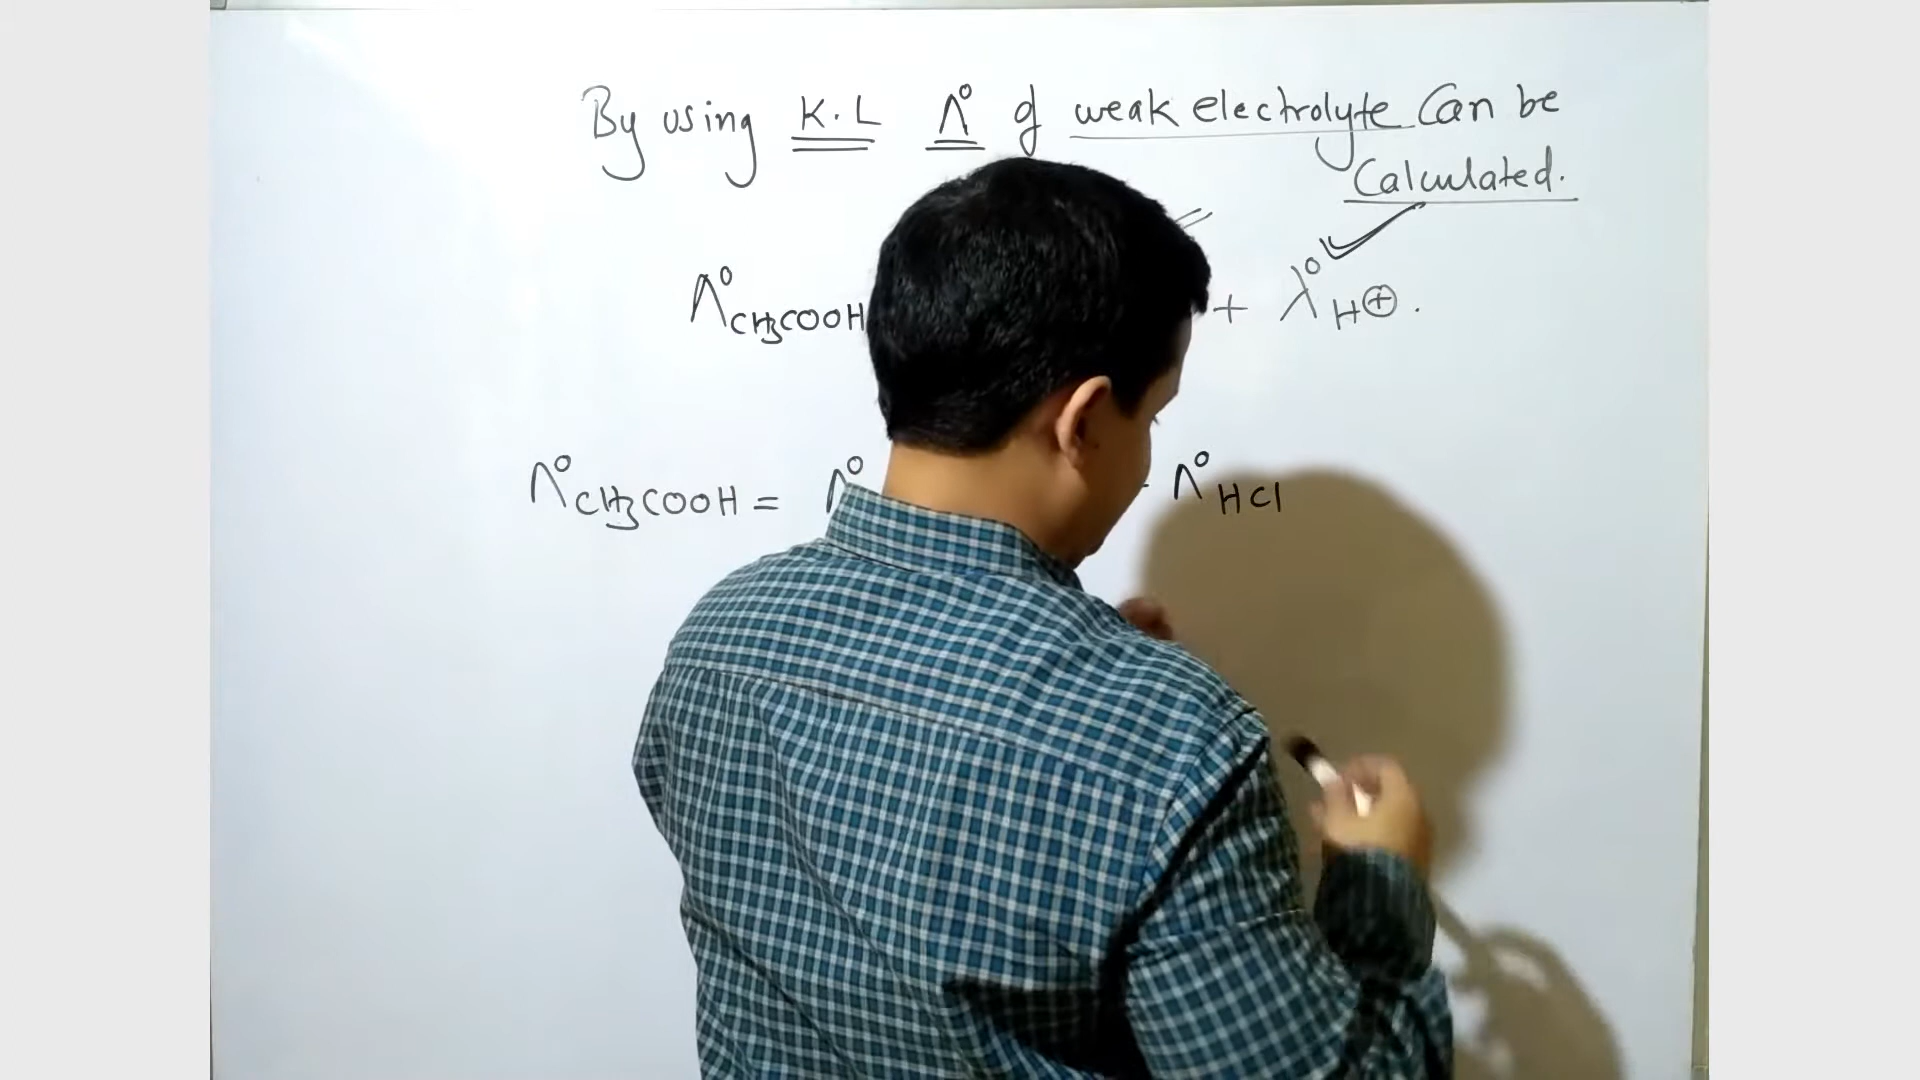 By using K.L Λ° of weak electrolyte Can be
Calculated.
Λ°CH3COOH + λ°H⊕.
Λ°CH3COOH = Λ° Λ°HCl